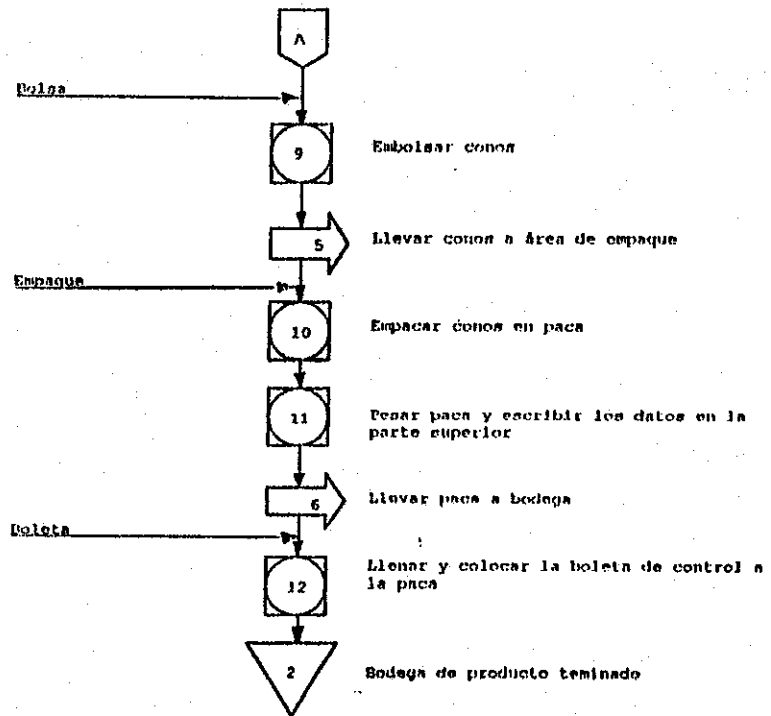 A
Bolsa
9
Embolsar conos
5
Llevar conos a Área de empaque
Empaque
10
Empacar conos en paca
11
Pesar paca y escribir los datos en la
parte superior
6
Llevar paca a bodega
Boleta
12
Llenar y colocar la boleta de control a
la paca
2
Bodega de producto teminado